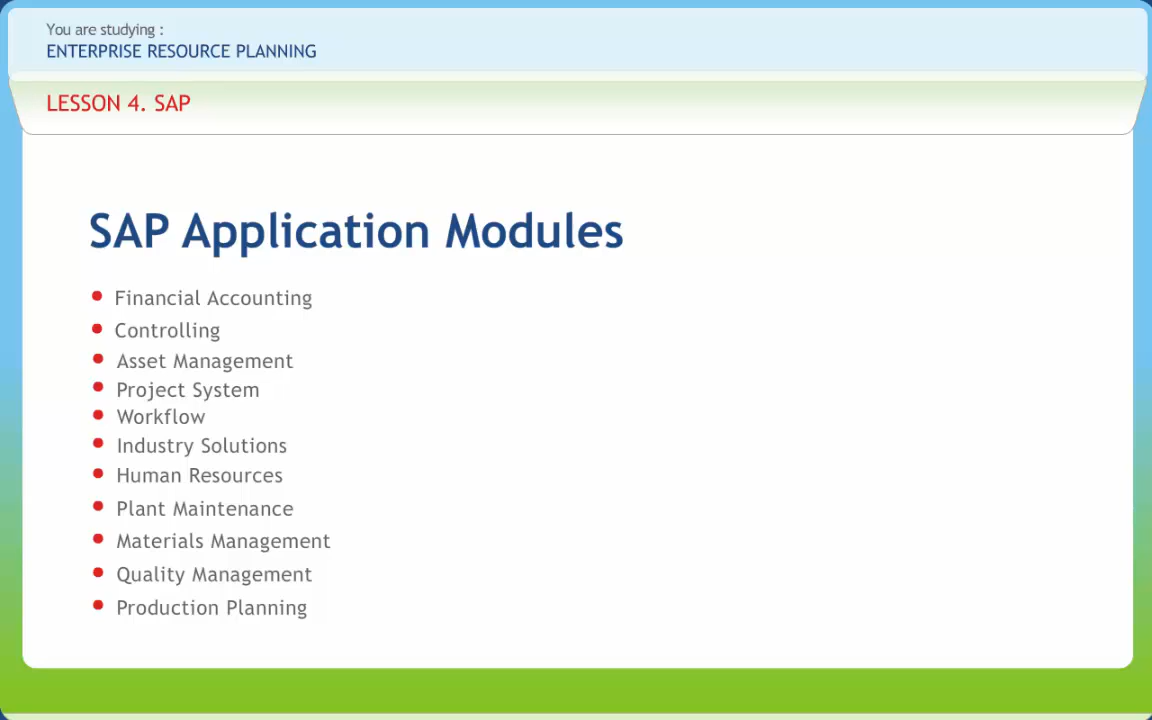 You are studying :
ENTERPRISE RESOURCE PLANNING
LESSON 4. SAP
SAP Application Modules
• Financial Accounting
• Controlling
• Asset Management
• Project System
• Workflow
• Industry Solutions
• Human Resources
• Plant Maintenance
• Materials Management
• Quality Management
• Production Planning